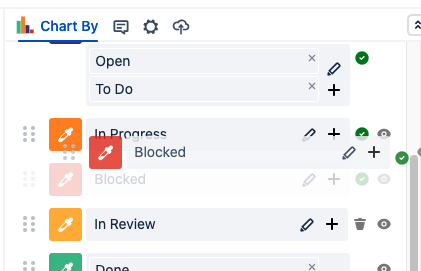 Chart By
Open
To Do
In Progress
Blocked
Blocked
In Review
Done